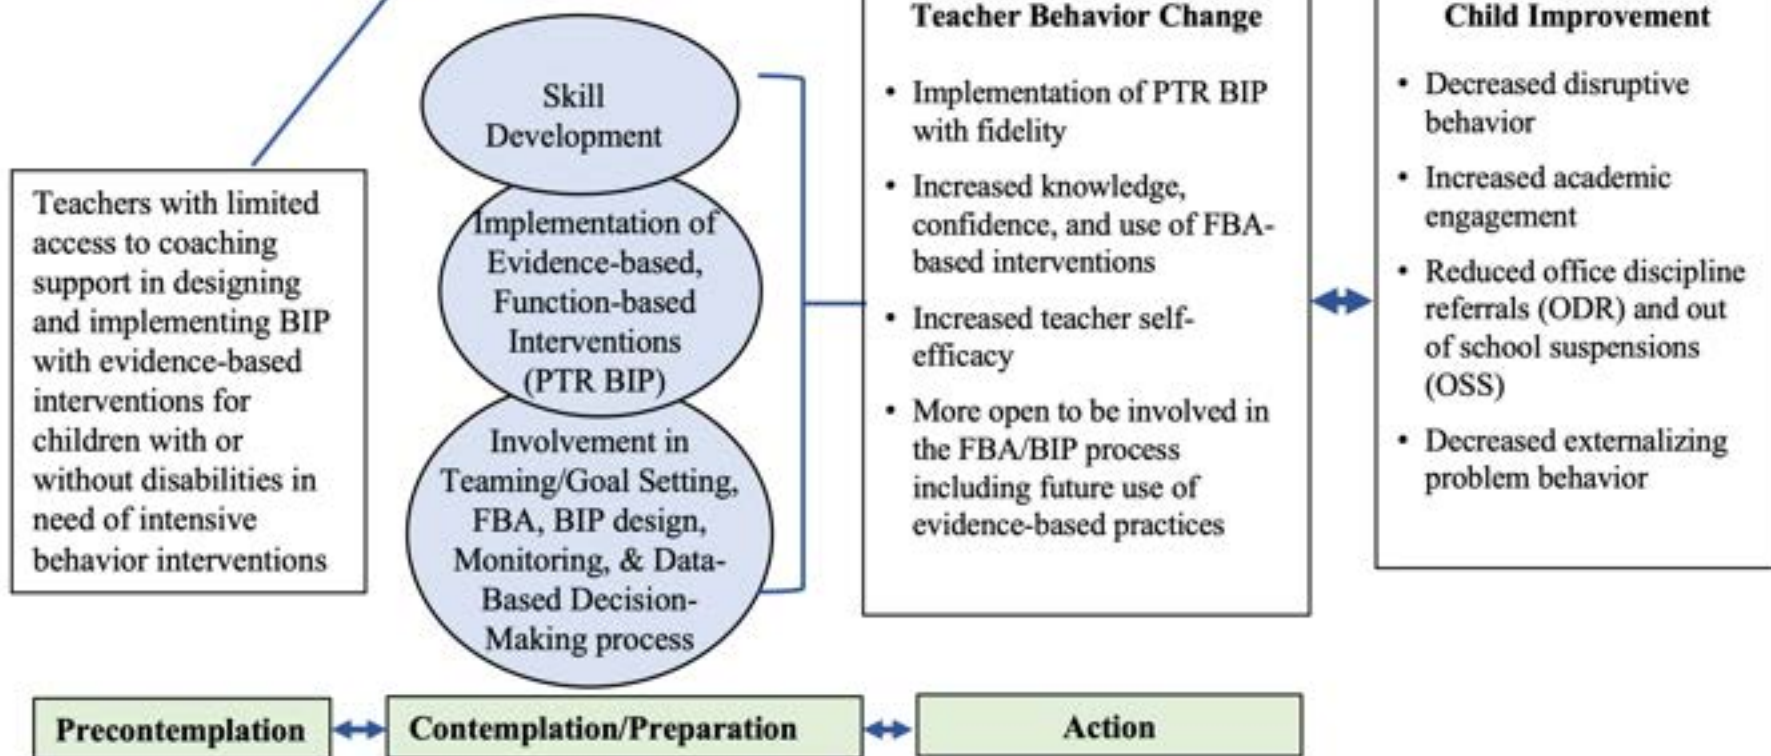 Teachers with limited
access to coaching
support in designing
and implementing BIP
with evidence-based
interventions for
children with or
without disabilities in
need of intensive
behavior interventions
Skill
Development
Implementation of
Evidence-based,
Function-based
Interventions
(PTR BIP)
Involvement in
Teaming/Goal Setting,
FBA, BIP design,
Monitoring, & Data-
Based Decision-
Making process
Teacher Behavior Change
• Implementation of PTR BIP
with fidelity
• Increased knowledge,
confidence, and use of FBA-
based interventions
• Increased teacher self-
efficacy
• More open to be involved in
the FBA/BIP process
including future use of
evidence-based practices
Child Improvement
• Decreased disruptive
behavior
• Increased academic
engagement
• Reduced office discipline
referrals (ODR) and out
of school suspensions
(OSS)
• Decreased externalizing
problem behavior
Precontemplation
Contemplation/Preparation
Action